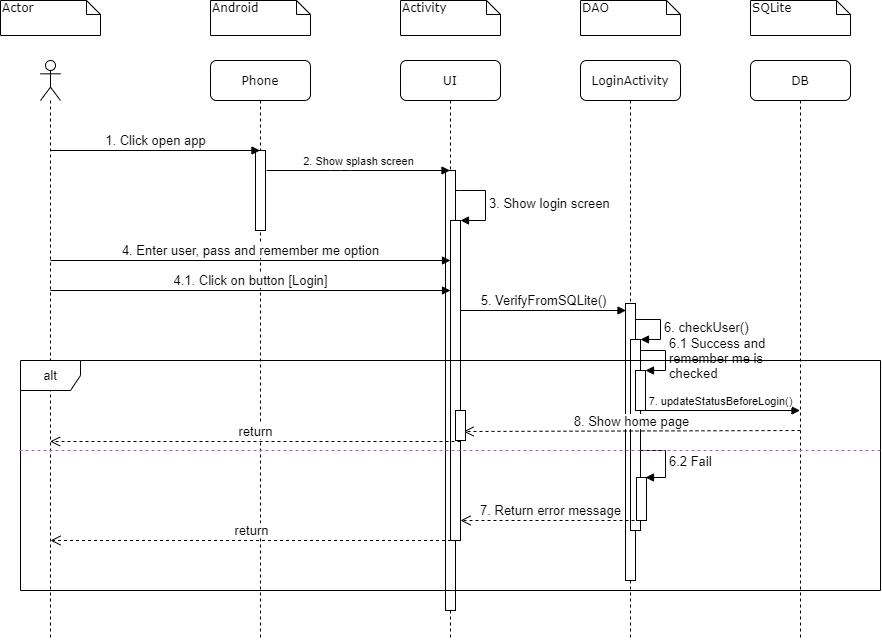 Actor
Android
Activity
DAO
SQLite
Phone
UI
LoginActivity
DB
1. Click open app
2. Show splash screen
3. Show login screen
4. Enter user, pass and remember me option
4.1. Click on button [Login]
5. VerifyFromSQLite()
6. checkUser()
6.1 Success and
remember me is
checked
alt
7. updateStatusBeforeLogin()
8. Show home page
return
6.2 Fail
7. Return error message
return